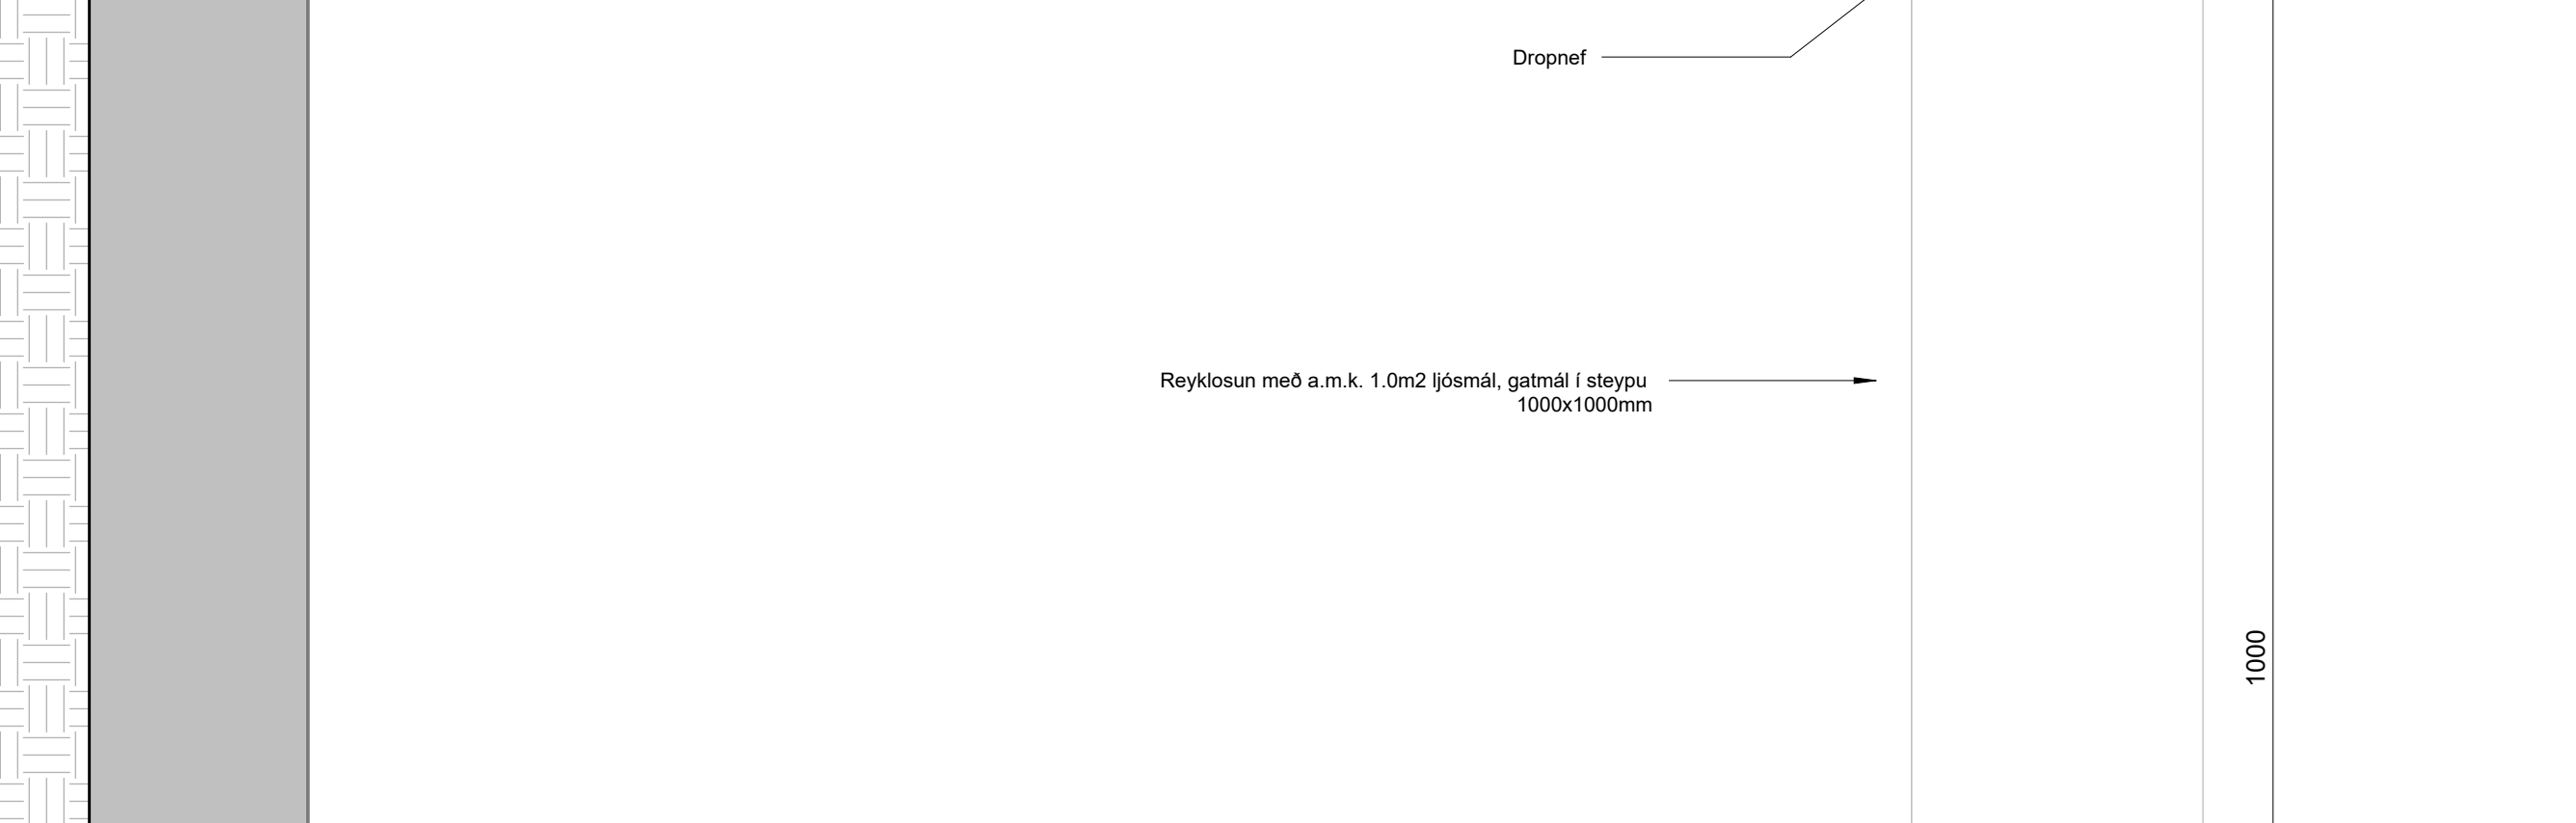 Dropnef
Reyklosun með a.m.k. 1.0m2 ljósmál, gatmál í steypu
1000x1000mm
1000